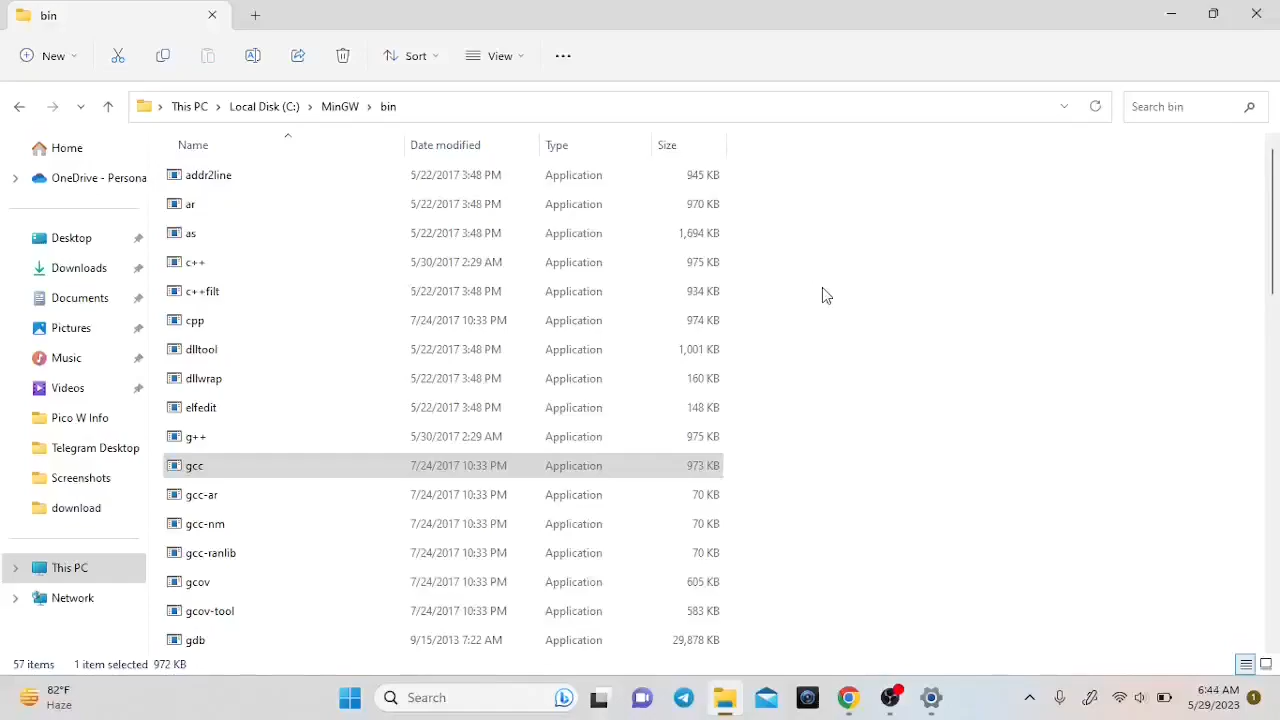 bin
New
Sort
View
This PC
Local Disk (C:)
MinGW
bin
Search bin
Home
OneDrive - Persona
Desktop
Downloads
Documents
Pictures
Music
Videos
Pico W Info
Telegram Desktop
Screenshots
download
This PC
Network
Name Date modified Type Size
addr2line 5/22/2017 3:48 PM Application 945 KB
ar 5/22/2017 3:48 PM Application 970 KB
as 5/22/2017 3:48 PM Application 1,694 KB
c++ 5/30/2017 2:29 AM Application 975 KB
c++filt 5/22/2017 3:48 PM Application 934 KB
cpp 7/24/2017 10:33 PM Application 974 KB
dlltool 5/22/2017 3:48 PM Application 1,001 KB
dllwrap 5/22/2017 3:48 PM Application 160 KB
elfedit 5/22/2017 3:48 PM Application 148 KB
g++ 5/30/2017 2:29 AM Application 975 KB
gcc 7/24/2017 10:33 PM Application 973 KB
gcc-ar 7/24/2017 10:33 PM Application 70 KB
gcc-nm 7/24/2017 10:33 PM Application 70 KB
gcc-ranlib 7/24/2017 10:33 PM Application 70 KB
gcov 7/24/2017 10:33 PM Application 605 KB
gcov-tool 7/24/2017 10:33 PM Application 583 KB
gdb 9/15/2013 7:22 AM Application 29,878 KB
57 items 1 item selected 972 KB
82°F
Haze
Search
6:44 AM
5/29/2023
1